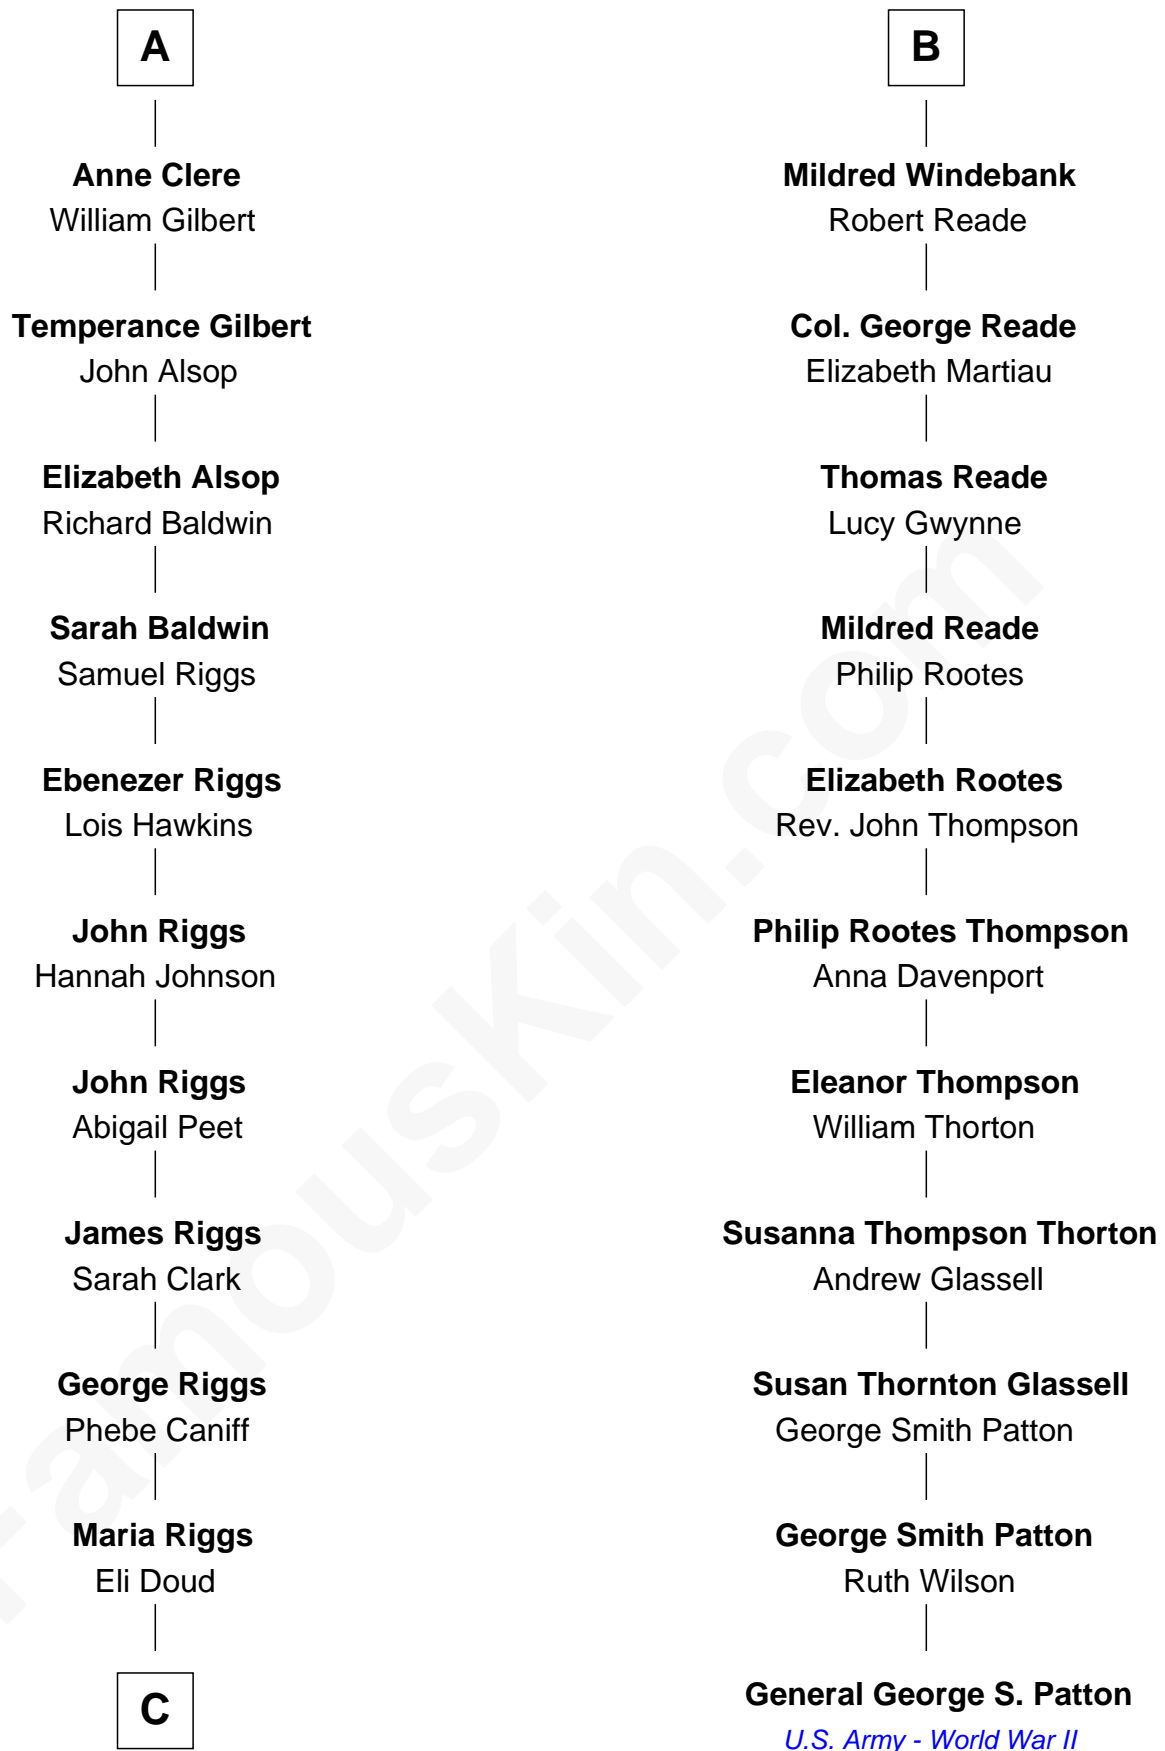 A
Anne Clere
William Gilbert
Temperance Gilbert
John Alsop
Elizabeth Alsop
Richard Baldwin
Sarah Baldwin
Samuel Riggs
Ebenezer Riggs
Lois Hawkins
John Riggs
Hannah Johnson
John Riggs
Abigail Peet
James Riggs
Sarah Clark
George Riggs
Phebe Caniff
Maria Riggs
Eli Doud
C
B
Mildred Windebank
Robert Reade
Col. George Reade
Elizabeth Martiau
Thomas Reade
Lucy Gwynne
Mildred Reade
Philip Rootes
Elizabeth Rootes
Rev. John Thompson
Philip Rootes Thompson
Anna Davenport
Eleanor Thompson
William Thorton
Susanna Thompson Thorton
Andrew Glassell
Susan Thornton Glassell
George Smith Patton
George Smith Patton
Ruth Wilson
General George S. Patton
U.S. Army - World War II
FamousKin.com